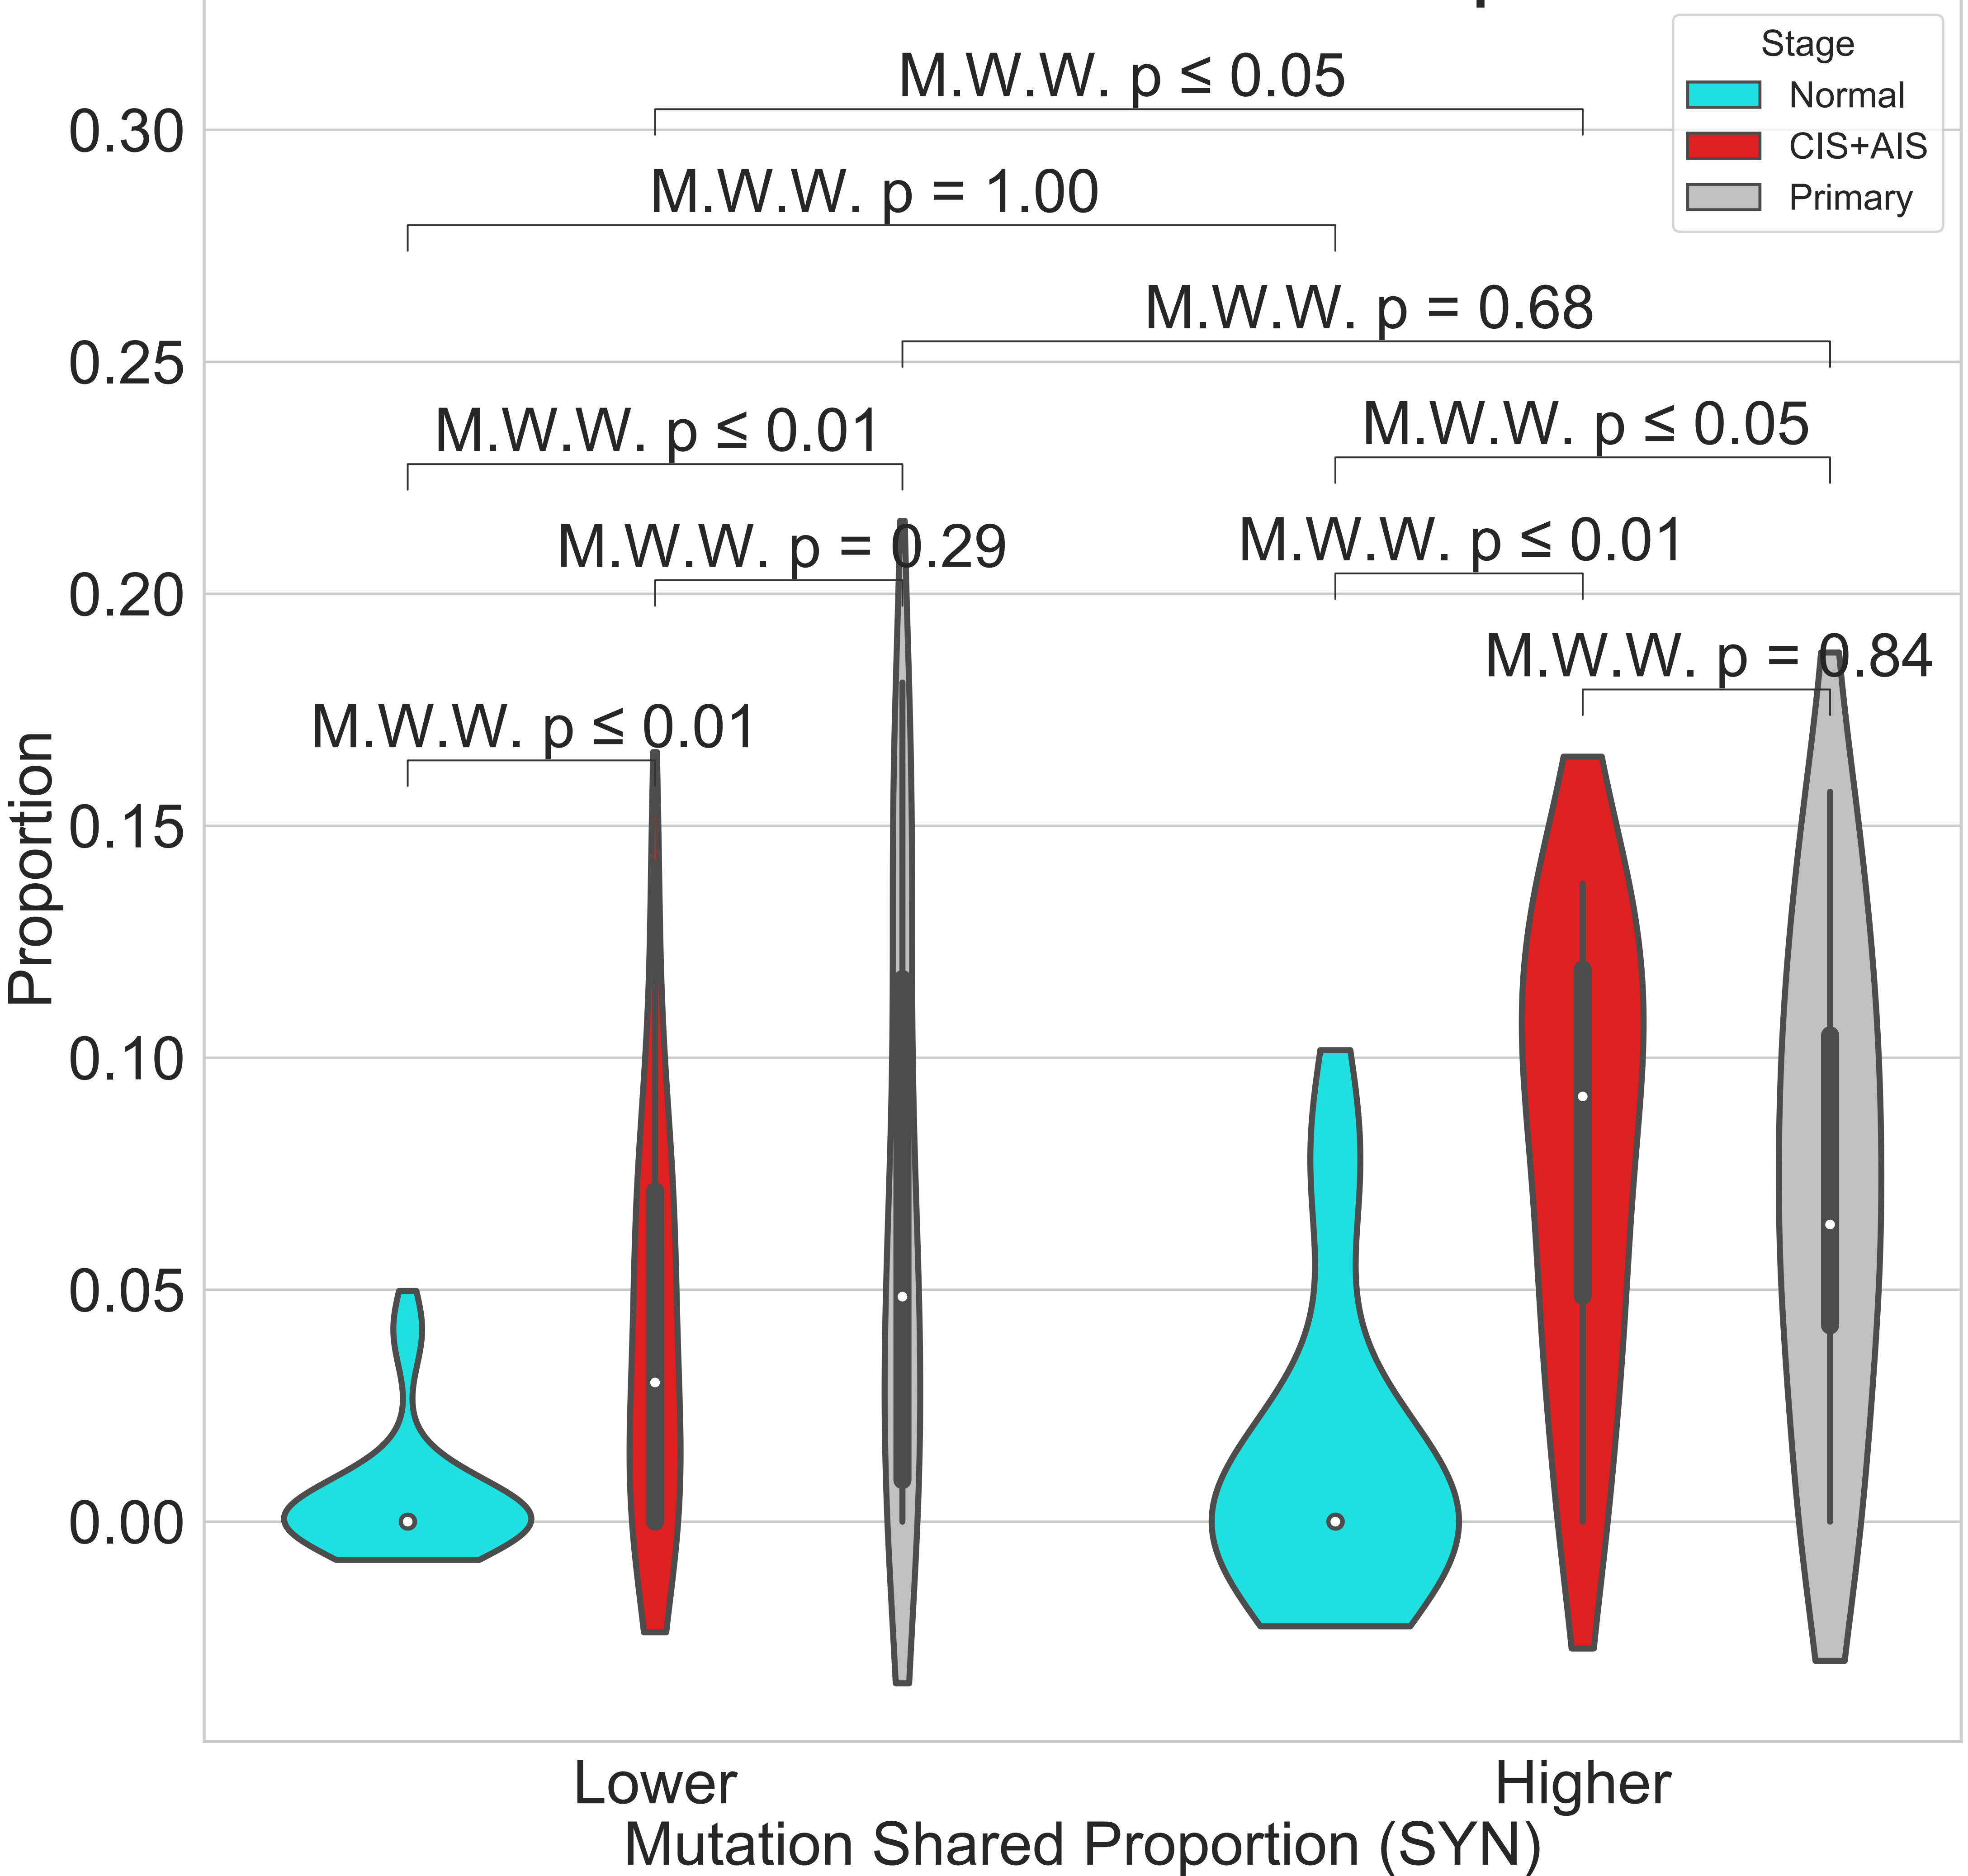 M.W.W. p ≤ 0.05
M.W.W. p = 1.00
M.W.W. p = 0.68
M.W.W. p ≤ 0.01
M.W.W. p ≤ 0.05
M.W.W. p = 0.29
M.W.W. p ≤ 0.01
M.W.W. p = 0.84
M.W.W. p ≤ 0.01
Stage
Normal
CIS+AIS
Primary
0.30
0.25
0.20
0.15
0.10
0.05
0.00
Proportion
Lower
Higher
Mutation Shared Proportion (SYN)